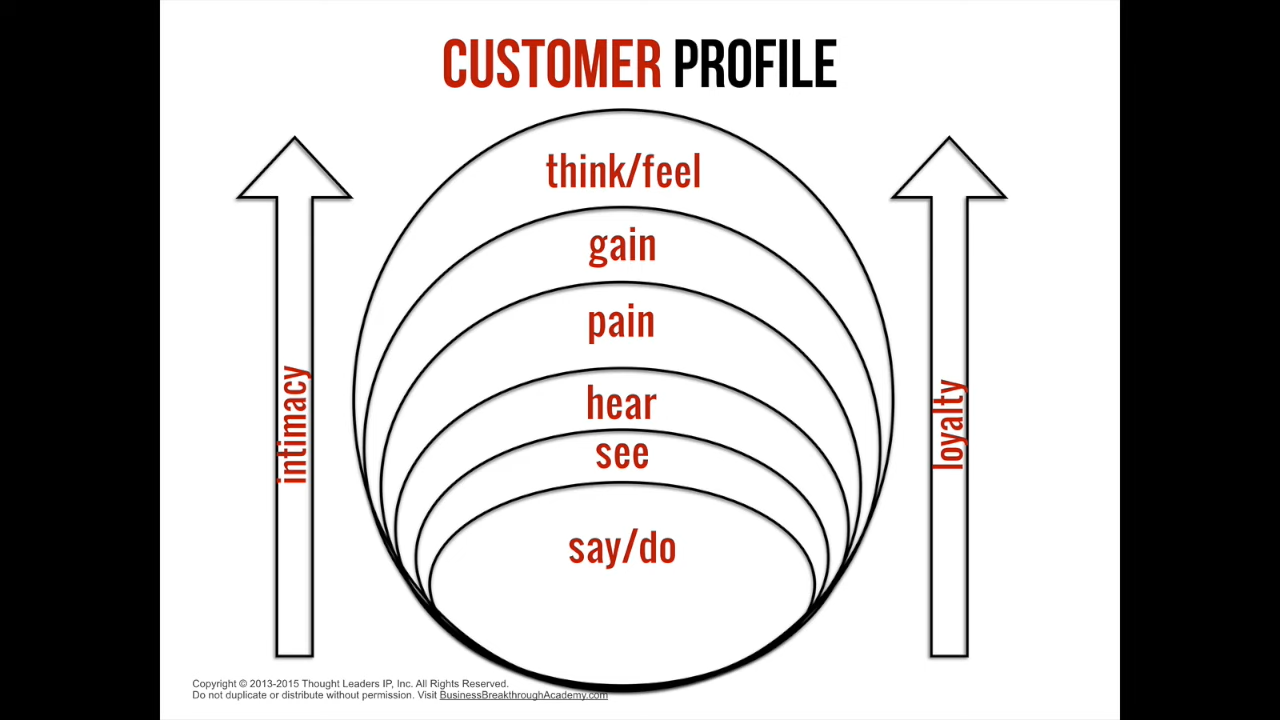 CUSTOMER PROFILE
think/feel
gain
pain
hear
see
say/do
intimacy
loyalty
Copyright © 2013-2015 Thought Leaders IP, Inc. All Rights Reserved.
Do not duplicate or distribute without permission. Visit BusinessBreakthroughAcademy.com